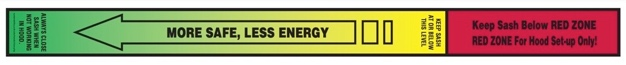 ALWAYS CLOSE
SASH WHEN
NOT WORKING
IN HOOD.
MORE SAFE, LESS ENERGY
KEEP SASH
AT OR BELOW
THIS LEVEL
Keep Sash Below RED ZONE
RED ZONE For Hood Set-up Only!